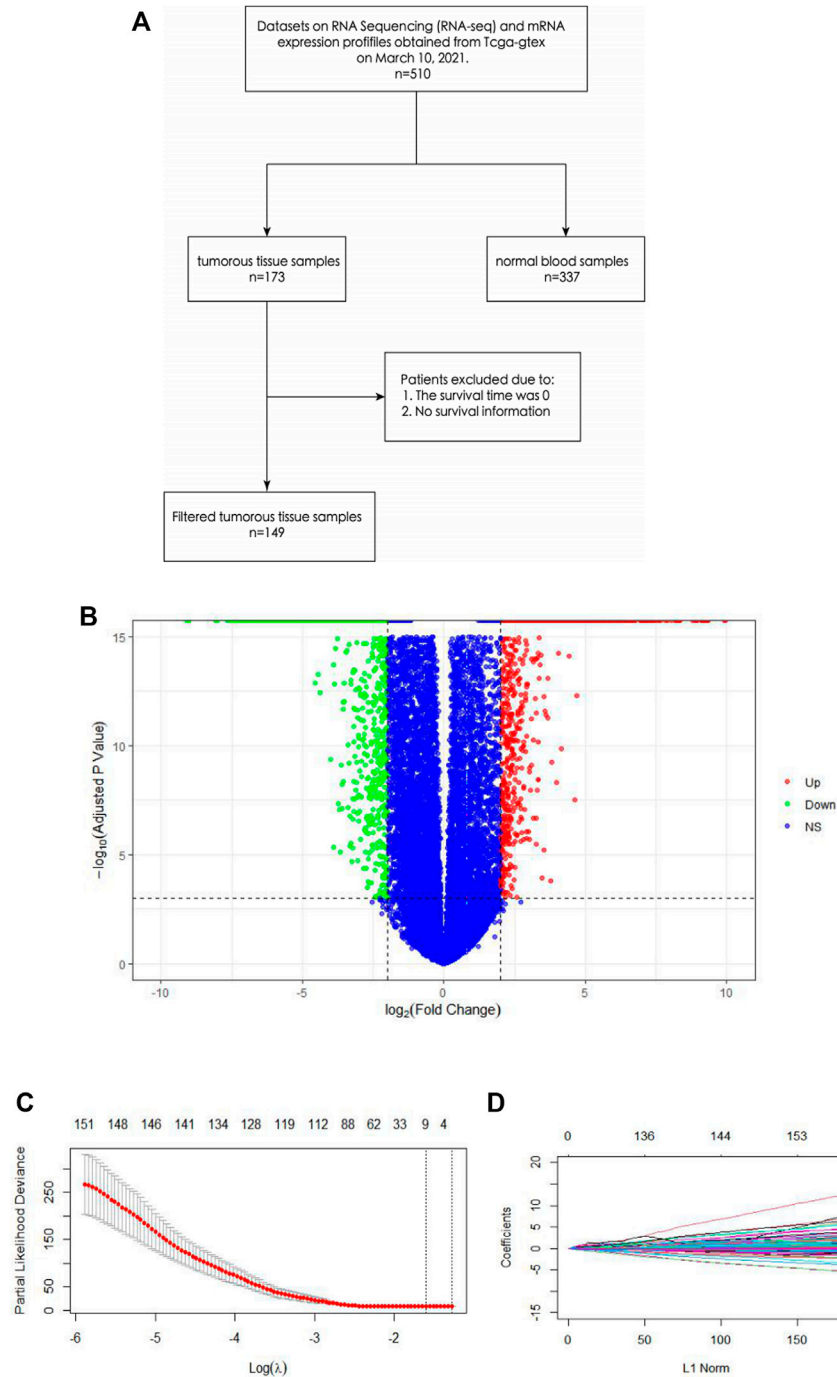 A
Datasets on RNA Sequencing (RNA-seq) and mRNA
expression profifiles obtained from Tcga-gtex
on March 10, 2021.
n=510
tumorous tissue samples
n=173
normal blood samples
n=337
Patients excluded due to:
1. The survival time was 0
2. No survival information
Filtered tumorous tissue samples
n=149
B
−log10(Adjusted P Value)
15
10
5
0
-10 -5 0 5 10
log2(Fold Change)
Up
Down
NS
C
151 148 146 141 134 128 119 112 88 62 33 9 4
Partial Likelihood Deviance
250
150
50
0
-6 -5 -4 -3 -2
Log(λ)
D
0 136 144 153
Coefficients
20
10
5
0
-5
-15
0 50 100 150
L1 Norm